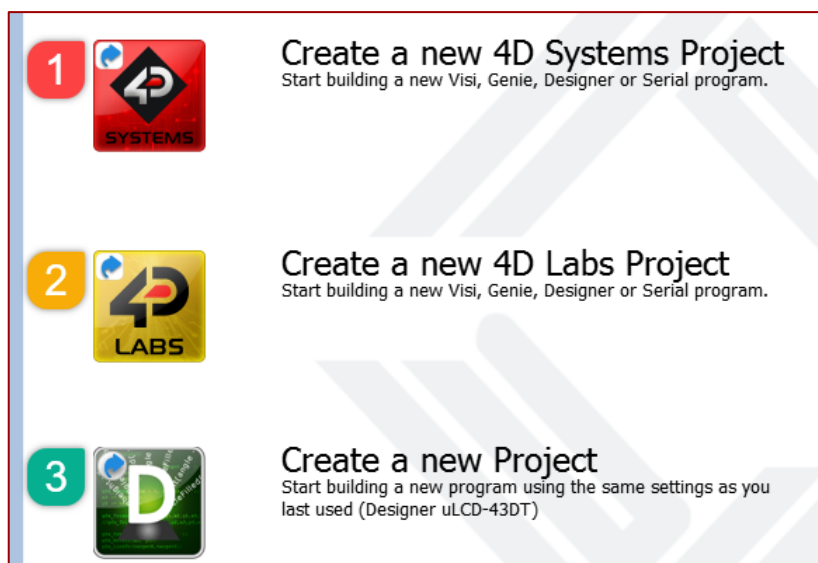 1
4D
SYSTEMS
Create a new 4D Systems Project
Start building a new Visi, Genie, Designer or Serial program.
2
4D
LABS
Create a new 4D Labs Project
Start building a new Visi, Genie, Designer or Serial program.
3
D
Create a new Project
Start building a new program using the same settings as you
last used (Designer uLCD-43DT)